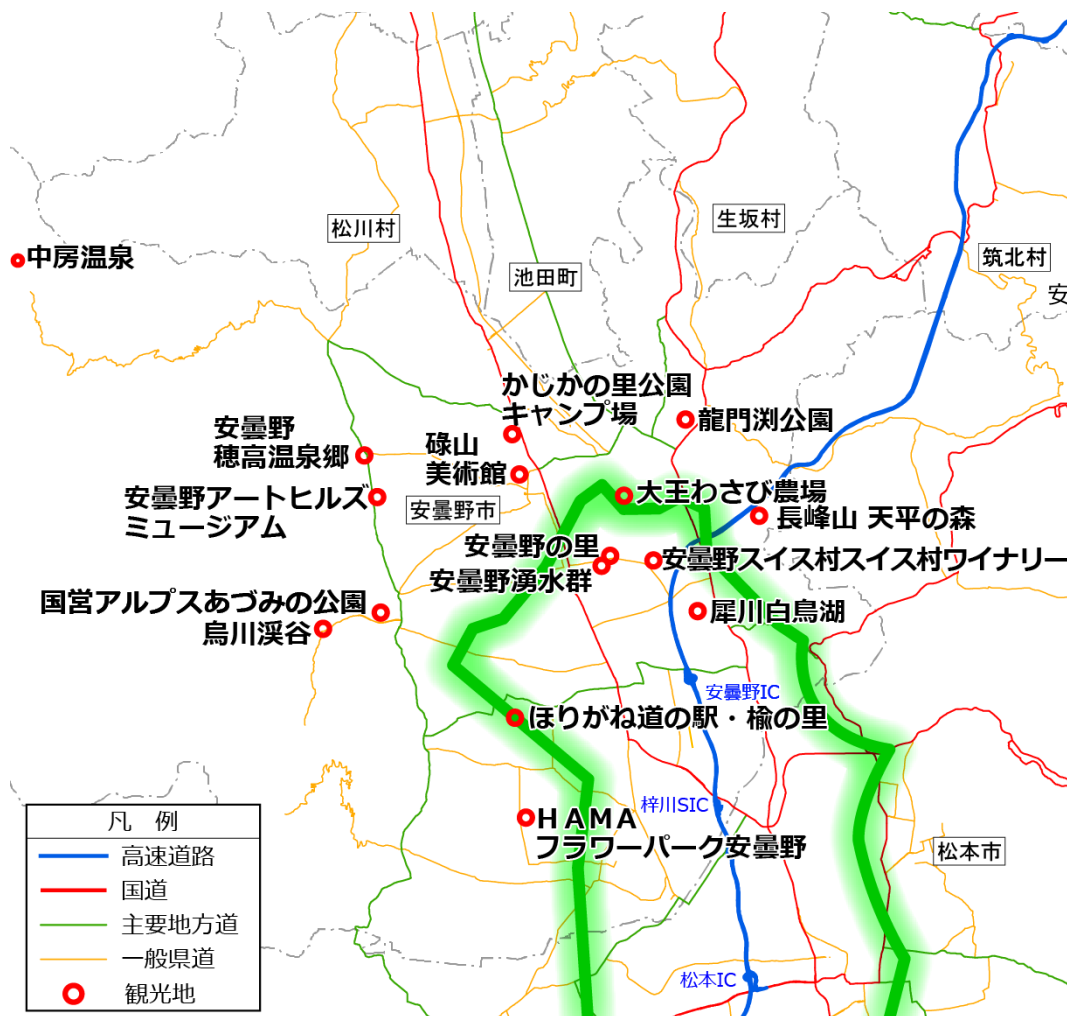 松川村
生坂村
筑北村
中房温泉
池田町
安
かじかの里公園
キャンプ場
龍門渕公園
安曇野
穂高温泉郷
碌山
美術館
安曇野アートヒルズ
ミュージアム
安曇野市
大王わさび農場
長峰山 天平の森
安曇野の里
安曇野スイス村スイス村ワイナリー
安曇野湧水群
国営アルプスあづみの公園
烏川渓谷
犀川白鳥湖
安曇野IC
ほりがね道の駅・楡の里
梓川SIC
HAMA
フラワーパーク安曇野
松本市
松本IC
凡 例
高速道路
国道
主要地方道
一般県道
観光地